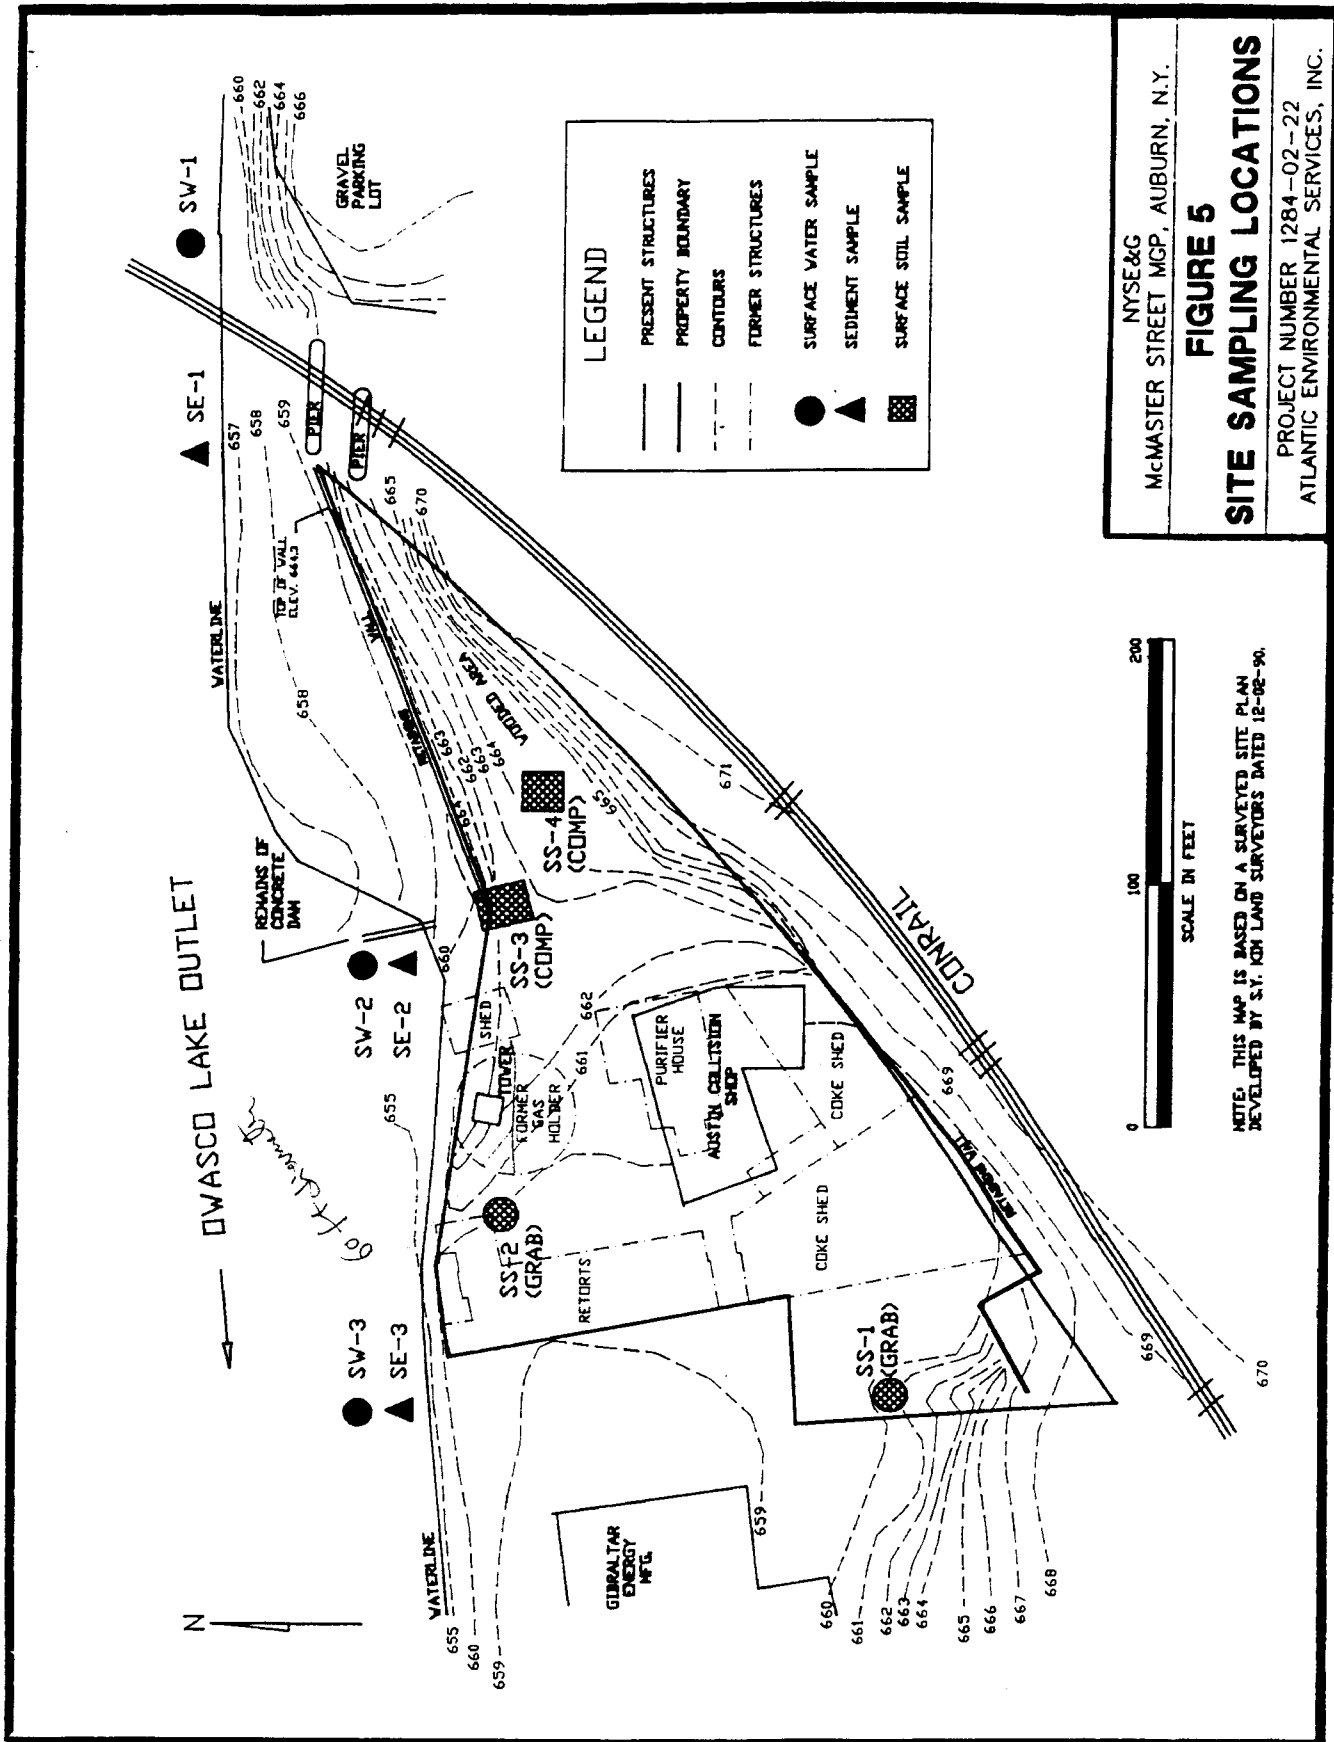 OWASCO LAKE OUTLET
N
WATERLINE
655
660
659
SW-3
SE-3
655
SW-2
SE-2
REMAINS OF
CONCRETE
DAM
660
658
WATERLINE
TOP OF WALL
ELEV. 664.3
657
658
659
SE-1
SW-1
660
662
664
666
GRAVEL
PARKING
LOT
PIER
PIER
665
670
RETAINING
WALL
663
662
663
664
664
WOODED AREA
665
SS-4
(COMP)
SS-3
(COMP)
SHED
TOWER
FORMER
GAS
HOLDER
662
661
SS-2
(GRAB)
RETORTS
PURIFIER
HOUSE
AUSTIN COLLISION
SHOP
COKE SHED
COKE SHED
RETAINING WALL
669
671
CONRAIL
SS-1
(GRAB)
GIBRALTAR
ENERGY
MFG.
659
660
661
662
663
664
665
666
667
668
669
670
LEGEND
PRESENT STRUCTURES
PROPERTY BOUNDARY
CONTOURS
FORMER STRUCTURES
SURFACE WATER SAMPLE
SEDIMENT SAMPLE
SURFACE SOIL SAMPLE
0
100
200
SCALE IN FEET
NOTE: THIS MAP IS BASED ON A SURVEYED SITE PLAN
DEVELOPED BY S.Y. KIM LAND SURVEYORS DATED 12-02-90.
NYSE&G
McMASTER STREET MGP, AUBURN, N.Y.
FIGURE 5
SITE SAMPLING LOCATIONS
PROJECT NUMBER 1284-02-22
ATLANTIC ENVIRONMENTAL SERVICES, INC.